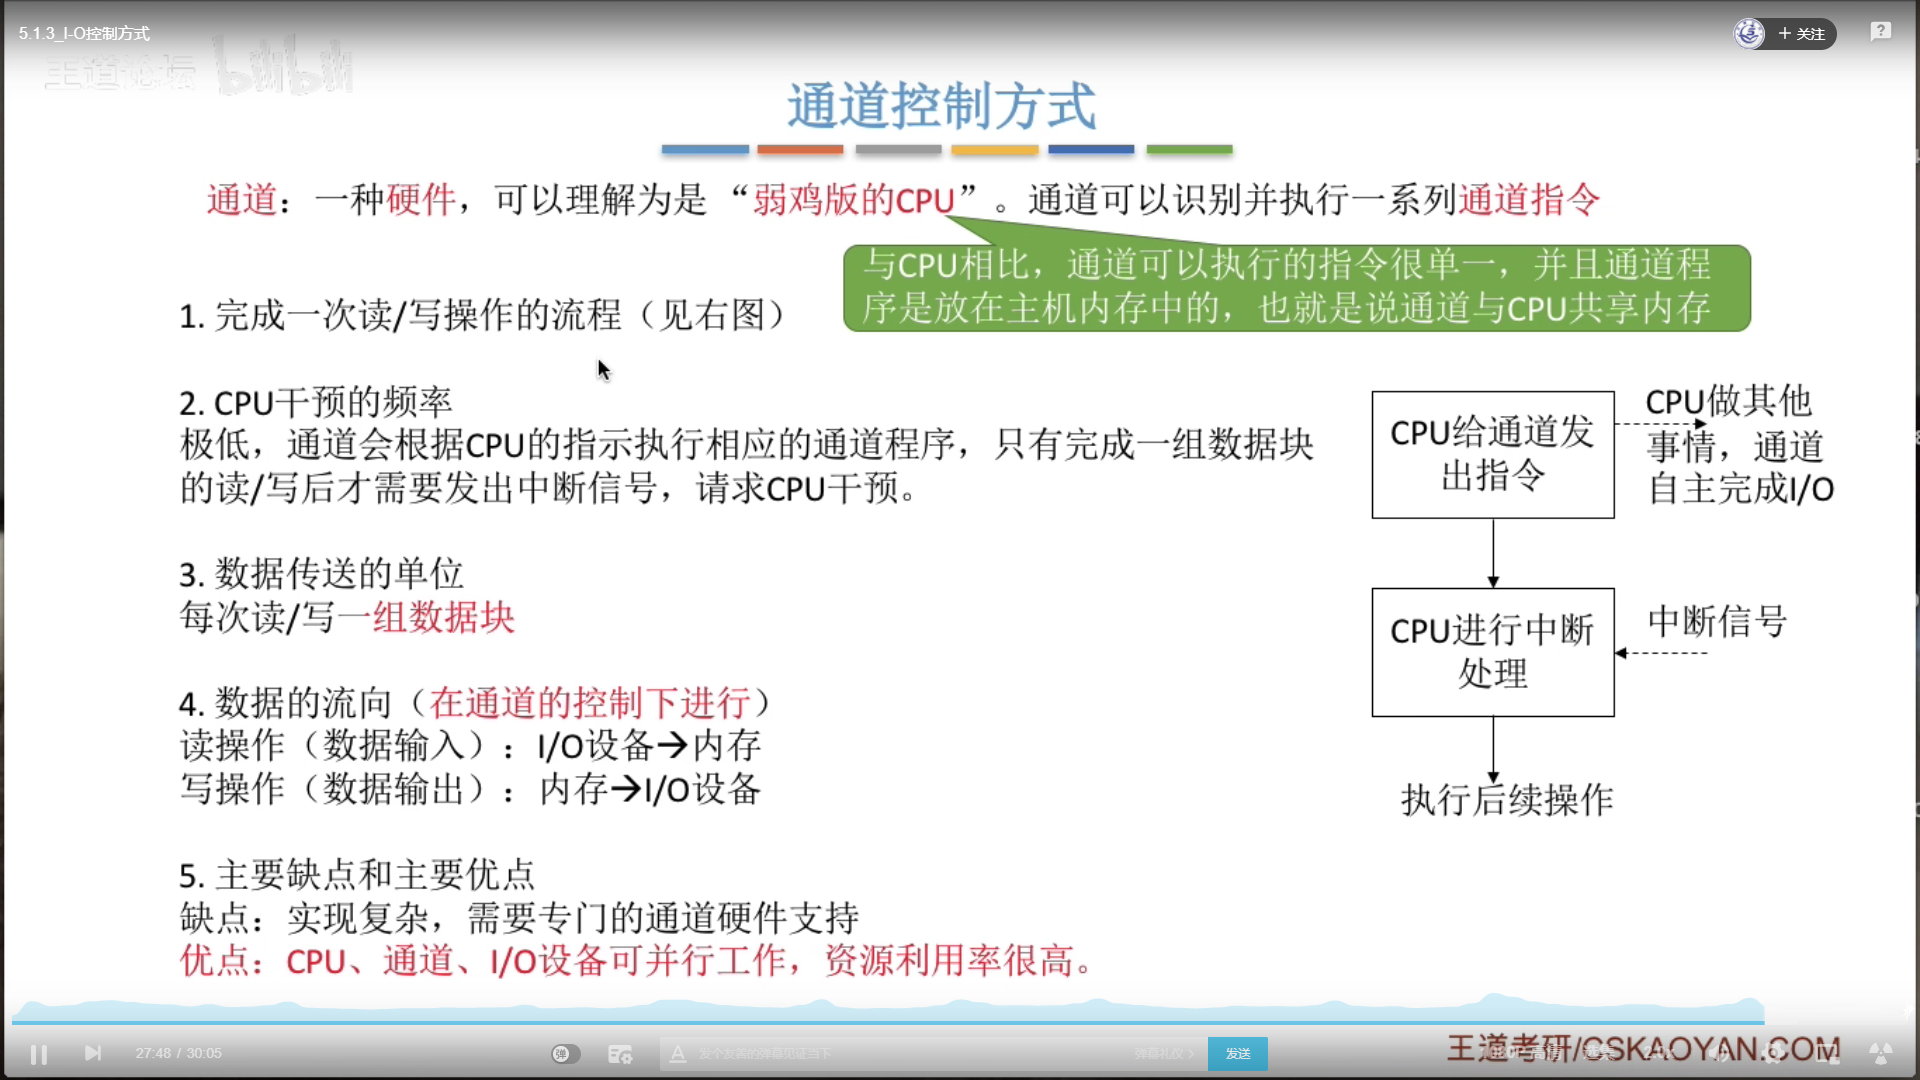 5.1.3_I-O控制方式
+ 关注
王道论坛 bilibili
通道控制方式
通道：一种硬件，可以理解为是“弱鸡版的CPU”。通道可以识别并执行一系列通道指令
与CPU相比，通道可以执行的指令很单一，并且通道程
序是放在主机内存中的，也就是说通道与CPU共享内存
1. 完成一次读/写操作的流程（见右图）
2. CPU干预的频率
极低，通道会根据CPU的指示执行相应的通道程序，只有完成一组数据块
的读/写后才需要发出中断信号，请求CPU干预。
3. 数据传送的单位
每次读/写一组数据块
4. 数据的流向（在通道的控制下进行）
读操作（数据输入）：I/O设备→内存
写操作（数据输出）：内存→I/O设备
5. 主要缺点和主要优点
缺点：实现复杂，需要专门的通道硬件支持
优点：CPU、通道、I/O设备可并行工作，资源利用率很高。
CPU给通道发
出指令
CPU做其他
事情，通道
自主完成I/O
CPU进行中断
处理
中断信号
执行后续操作
27:48 / 30:05
弹
发个友善的弹幕见证当下
弹幕礼仪 >
发送
王道考研/CSKAOYAN.COM